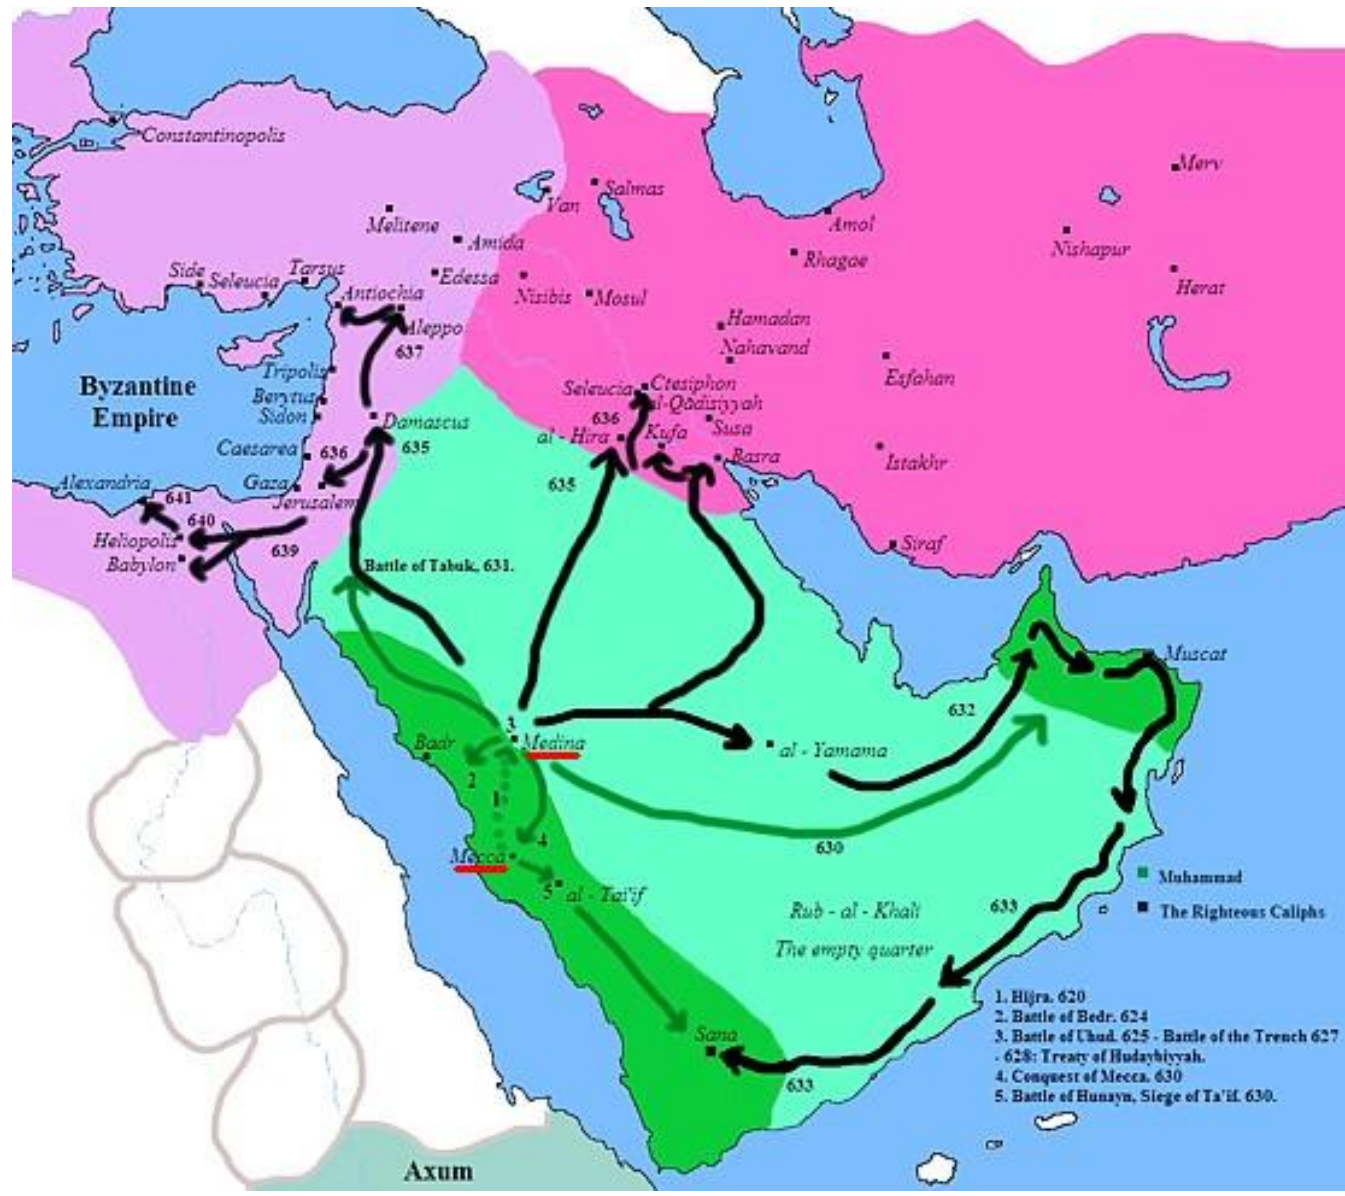 Constantinopolis
Merv
Salmas
Van
Melitene
Amol
Amida
Nishapur
Rhagae
Side
Seleucia
Tarsus
Edessa
Herat
Antiochia
Nisibis
Mosul
Aleppo
Hamadan
637
Nahavand
Tripolis
Esfahan
Byzantine
Empire
Seleucia
Ctesiphon
Berytus
al-Qādisiyyah
Sidon
Damascus
636
Susa
al - Hira
Kufa
Caesarea
636
635
Basra
Istakhr
Alexandria
Gaza
635
641
Jerusalem
640
Heliopolis
639
Siraf
Babylon
Battle of Tabuk, 631.
Muscat
632
3
Badr
Medina
al - Yamama
2
1
4
630
Mecca
5
al - Tai'if
Muhammad
Rub - al - Khali
633
The Righteous Caliphs
The empty quarter
1. Hijra. 620
2. Battle of Bedr. 624
3. Battle of Uhud. 625 - Battle of the Trench 627
- 628: Treaty of Hudaybiyyah.
4. Conquest of Mecca. 630
5. Battle of Hunayn, Siege of Ta'if. 630.
Sana
633
Axum